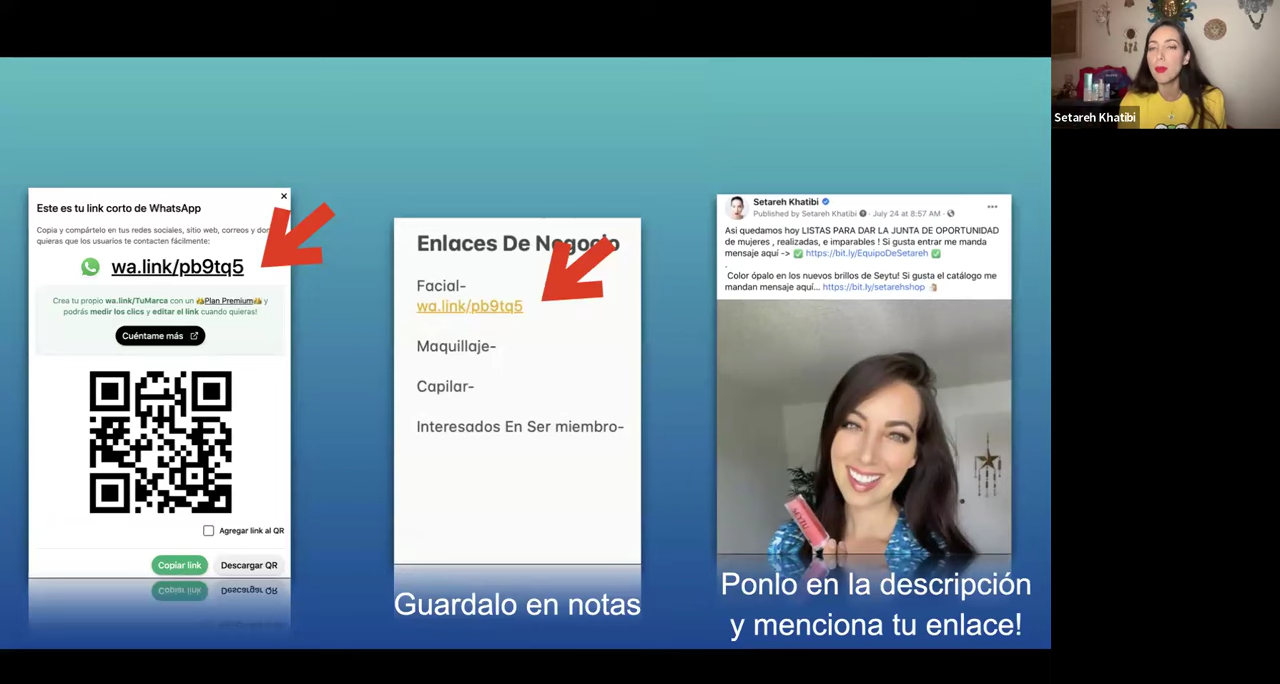 Este es tu link corto de WhatsApp
Copia y compártelo en tus redes sociales, sitio web, correos y
quieras que los usuarios te contacten fácilmente:
wa.link/pb9tq5
Crea tu propio wa.link/TuMarca con un 👑Plan Premium👑 y
podrás medir los clics y editar el link cuando quieras!
Cuéntame más
Agregar link al QR
Copiar link
Descargar QR
Enlaces De Negocio
Facial-
wa.link/pb9tq5
Maquillaje-
Capilar-
Interesados En Ser miembro-
Guardalo en notas
Setareh Khatibi
Published by Setareh Khatibi · July 24 at 8:57 AM ·
Asi quedamos hoy LISTAS PARA DAR LA JUNTA DE OPORTUNIDAD
de mujeres , realizadas, e imparables ! Si gusta entrar me manda
mensaje aquí -> ✅ https://bit.ly/EquipoDeSetareh ✅
.
Color ópalo en los nuevos brillos de Seytu! Si gusta el catálogo me
mandan mensaje aquí... https://bit.ly/setarehshop
SEYTU
Ponlo en la descripción
y menciona tu enlace!
Setareh Khatibi